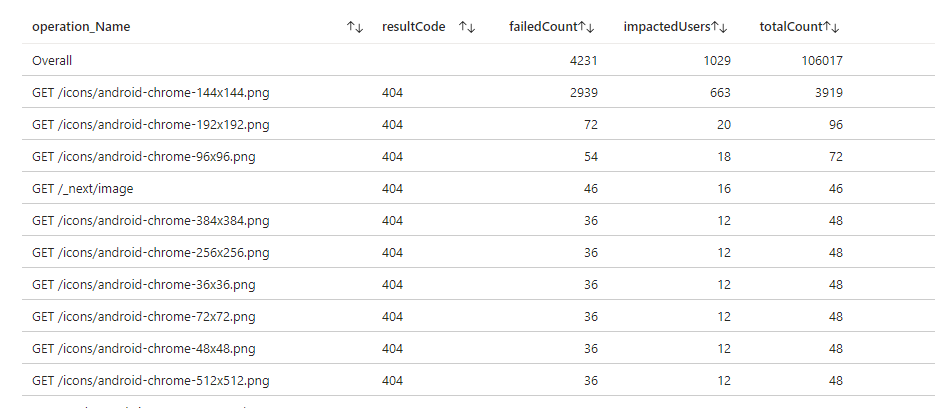 operation_Name ↑↓ resultCode ↑↓ failedCount↑↓ impactedUsers↑↓ totalCount↑↓
Overall 4231 1029 106017
GET /icons/android-chrome-144x144.png 404 2939 663 3919
GET /icons/android-chrome-192x192.png 404 72 20 96
GET /icons/android-chrome-96x96.png 404 54 18 72
GET /_next/image 404 46 16 46
GET /icons/android-chrome-384x384.png 404 36 12 48
GET /icons/android-chrome-256x256.png 404 36 12 48
GET /icons/android-chrome-36x36.png 404 36 12 48
GET /icons/android-chrome-72x72.png 404 36 12 48
GET /icons/android-chrome-48x48.png 404 36 12 48
GET /icons/android-chrome-512x512.png 404 36 12 48